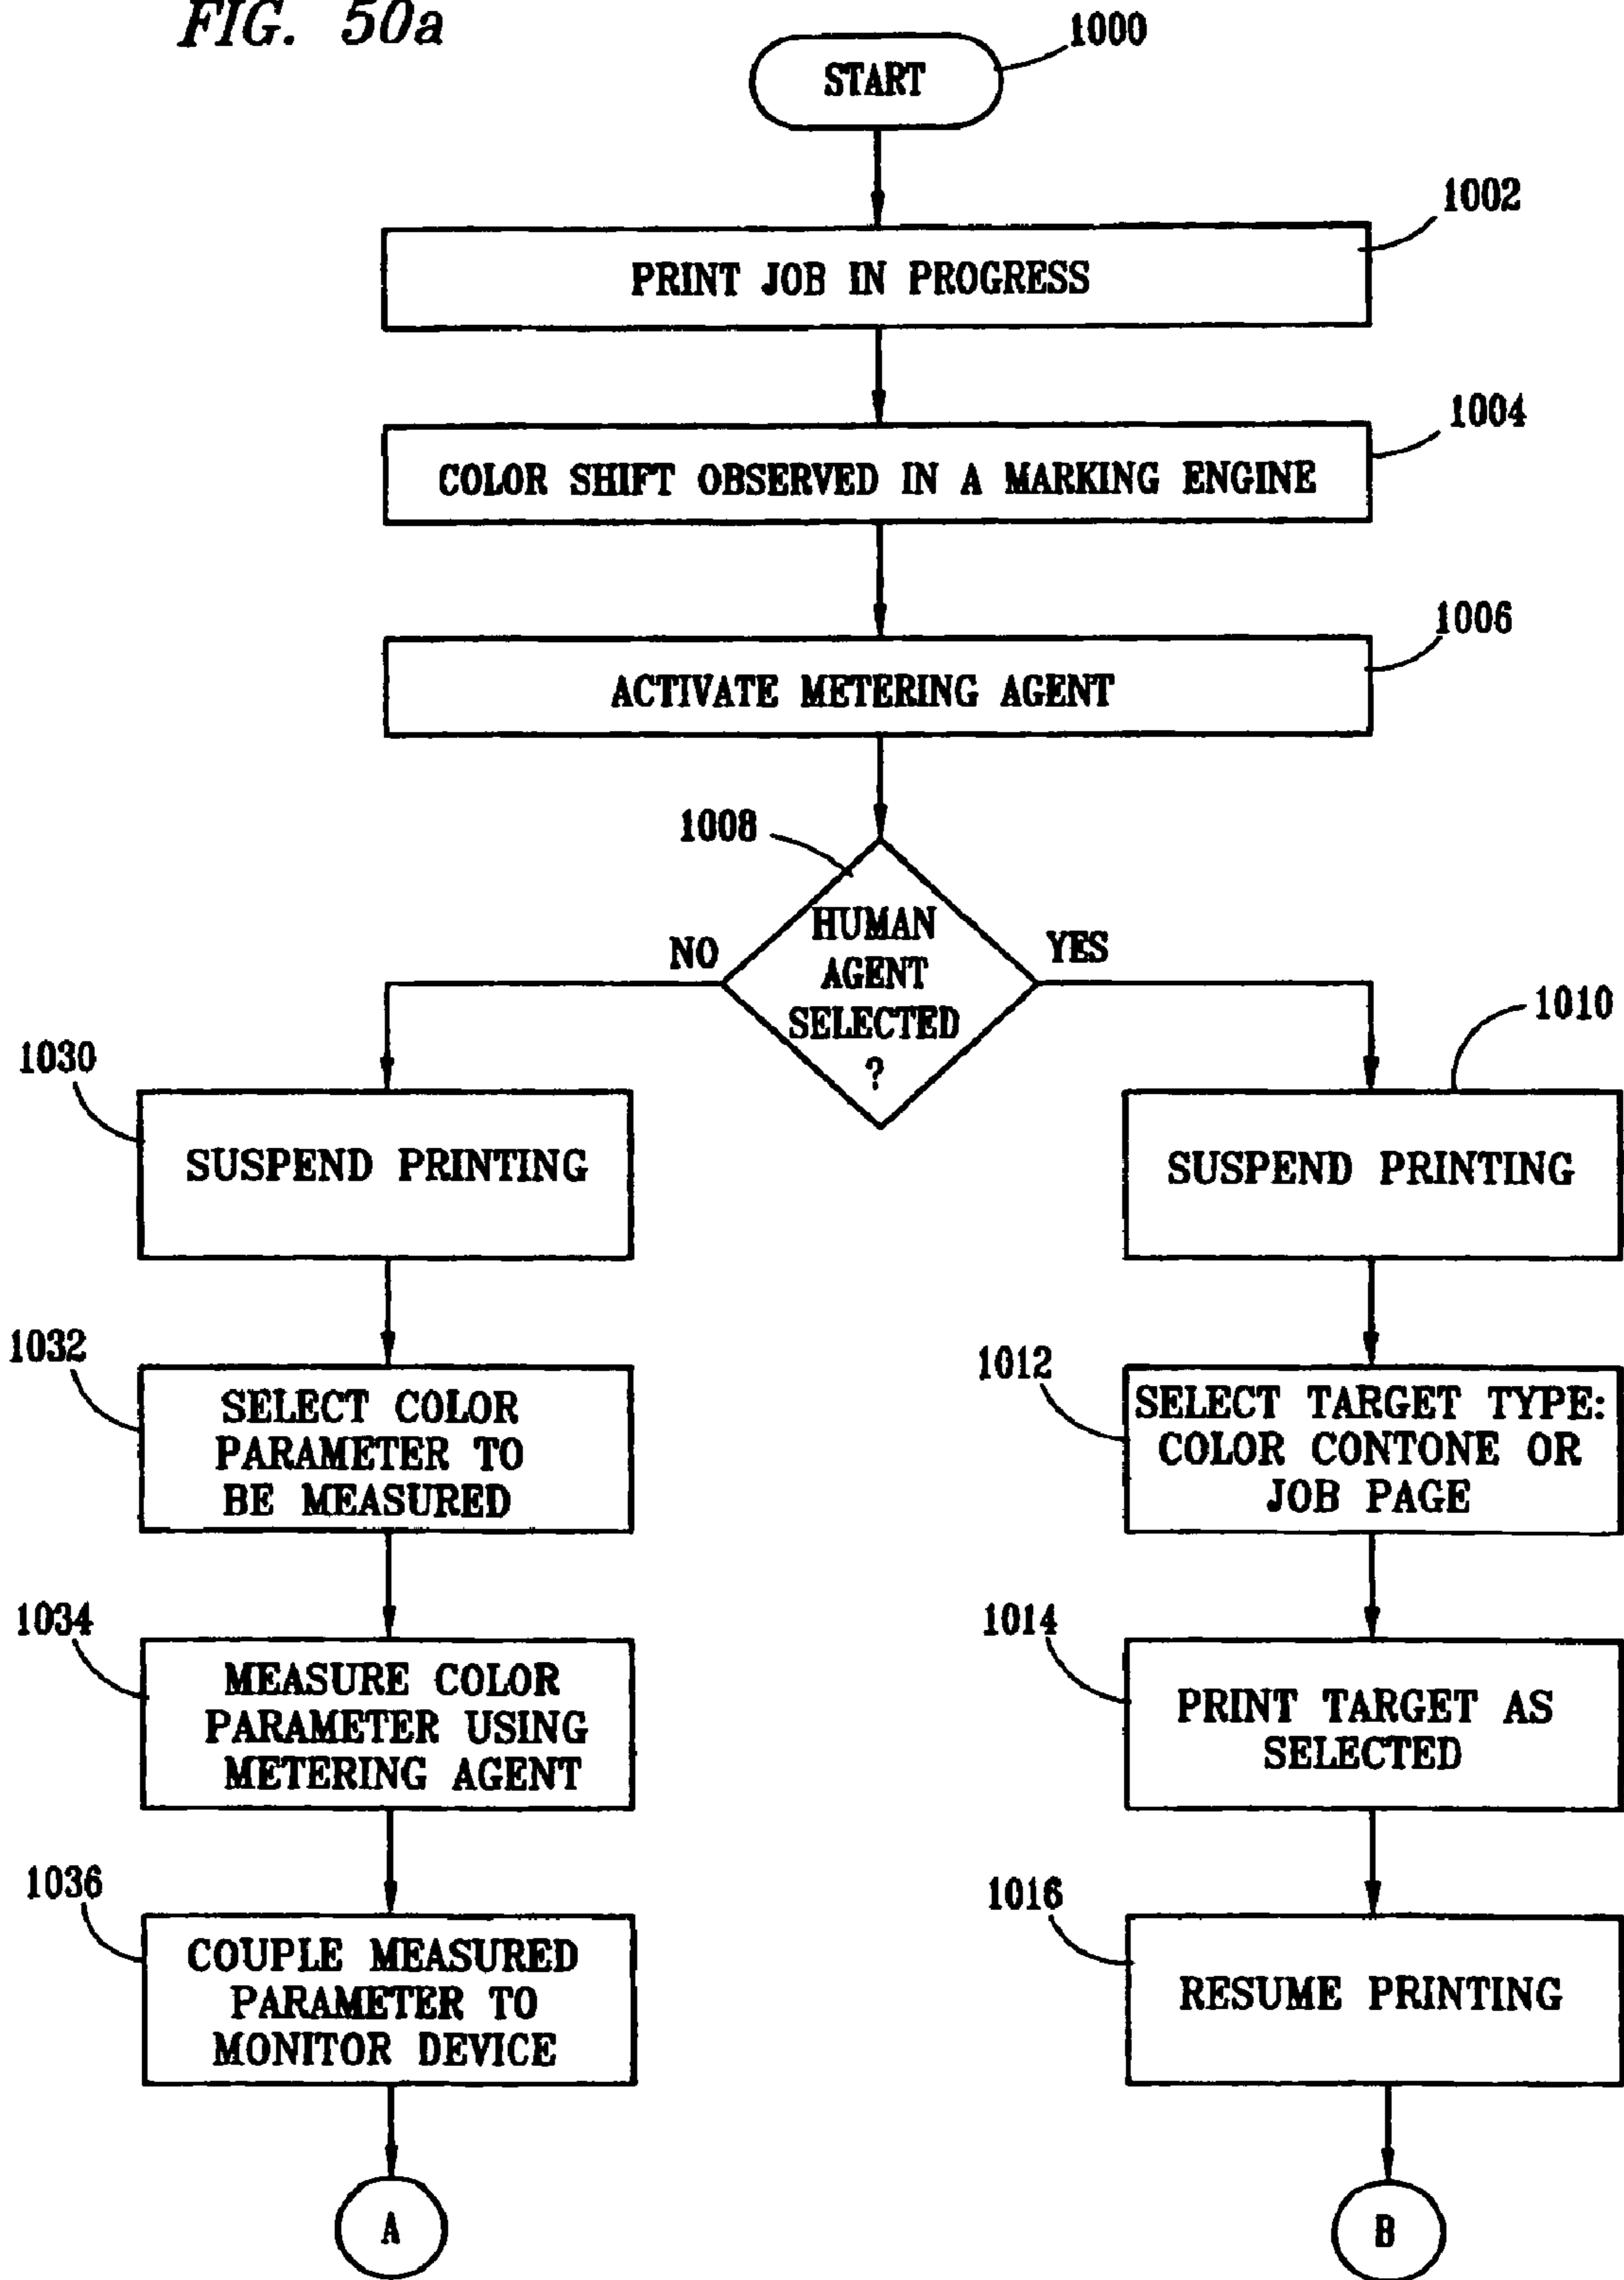 FIG. 50a
1000
START
1002
PRINT JOB IN PROGRESS
1004
COLOR SHIFT OBSERVED IN A MARKING ENGINE
1006
ACTIVATE METERING AGENT
1008
HUMAN
AGENT
SELECTED
?
NO
YES
1030
SUSPEND PRINTING
1010
SUSPEND PRINTING
1032
SELECT COLOR
PARAMETER TO
BE MEASURED
1012
SELECT TARGET TYPE:
COLOR CONTONE OR
JOB PAGE
1034
MEASURE COLOR
PARAMETER USING
METERING AGENT
1014
PRINT TARGET AS
SELECTED
1036
COUPLE MEASURED
PARAMETER TO
MONITOR DEVICE
1016
RESUME PRINTING
A
B